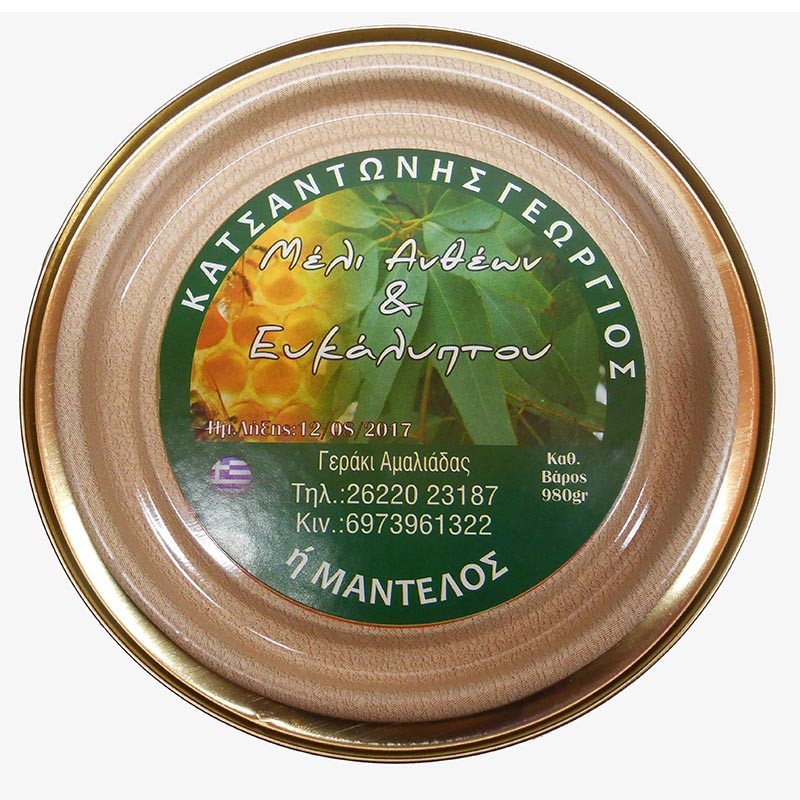 ΚΑΤΣΑΝΤΩΝΗΣ ΓΕΩΡΓΙΟΣ
Μέλι Ανθέων
&
Ευκάλυπτου
Ημ.Λήξης:12/08/2017
Γεράκι Αμαλιάδας
Τηλ.:26220 23187
Κιν.:6973961322
Καθ.
Βάρος
980gr
ή ΜΑΝΤΕΛΟΣ